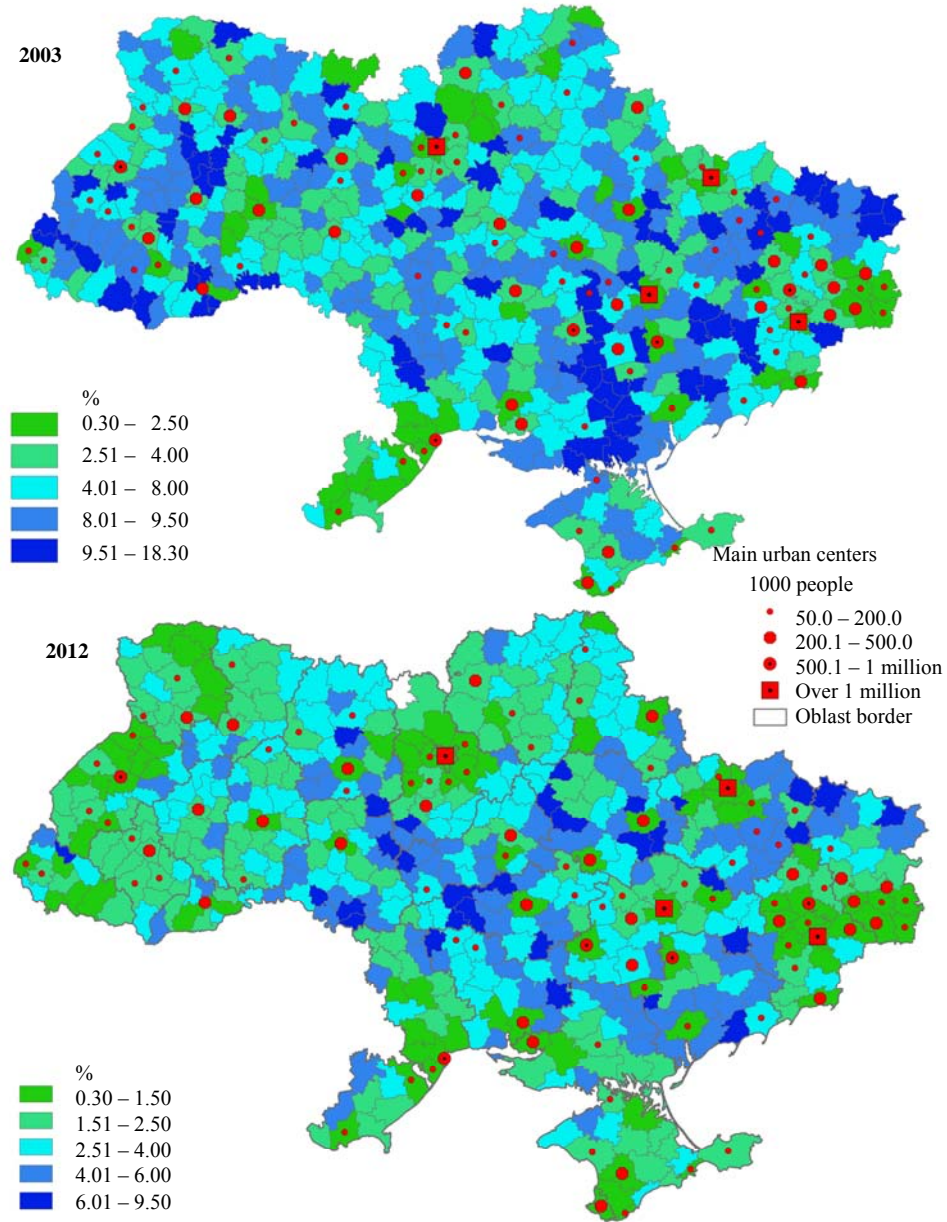 2003
%
0.30 – 2.50
2.51 – 4.00
4.01 – 8.00
8.01 – 9.50
9.51 – 18.30
Main urban centers
1000 people
50.0 – 200.0
200.1 – 500.0
500.1 – 1 million
Over 1 million
Oblast border
2012
%
0.30 – 1.50
1.51 – 2.50
2.51 – 4.00
4.01 – 6.00
6.01 – 9.50